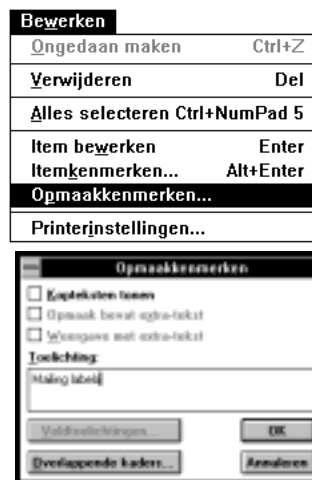 Bewerken
Ongedaan maken Ctrl+Z
Verwijderen Del
Alles selecteren Ctrl+NumPad 5
Item bewerken Enter
Itemkenmerken... Alt+Enter
Opmaakkenmerken...
Printerinstellingen...
Opmaakkenmerken
Kopteksten tonen
Opmaak bevat extra-tekst
Weergave met extra-tekst
Toelichting:
Mailing labels
Veldtoelichtingen...
OK
Overlappende kaders...
Annuleren